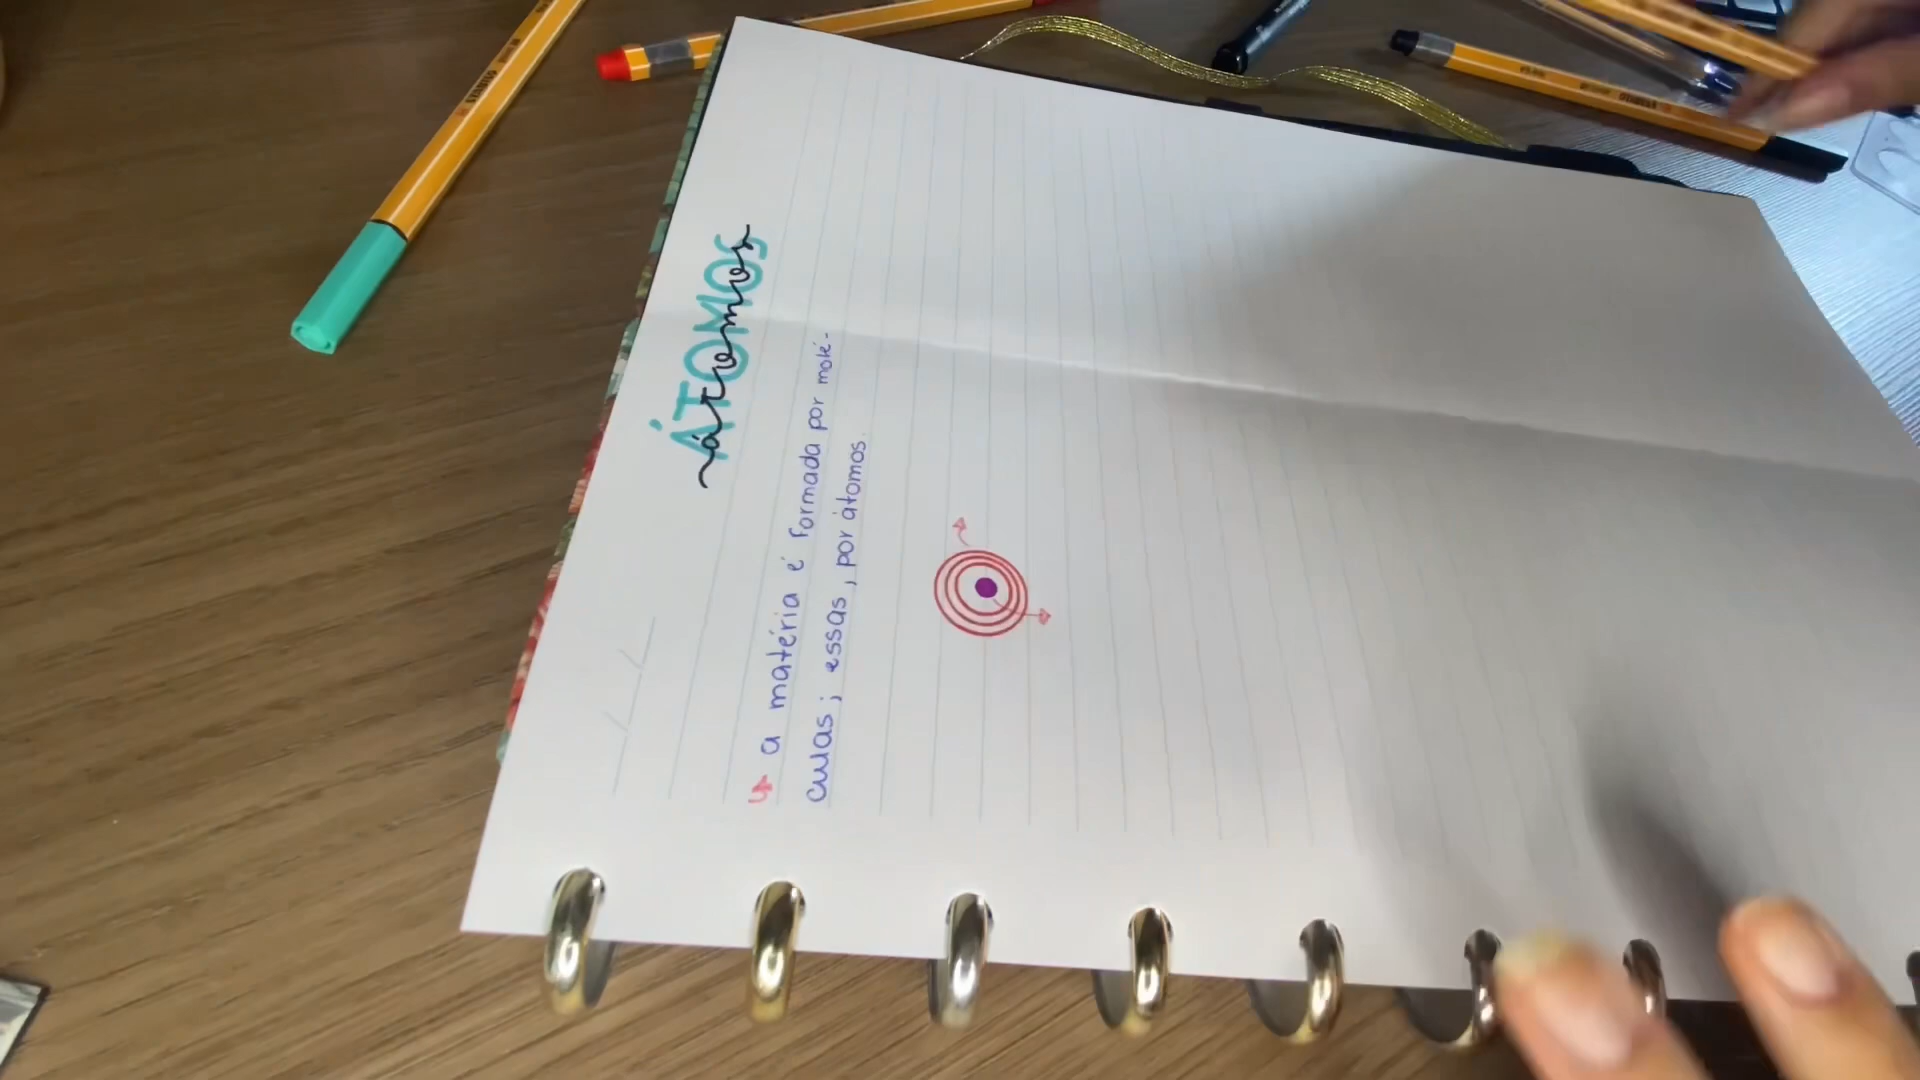 ÁTOMOS
átomos
a matéria é formada por molé-
culas; essas, por átomos.